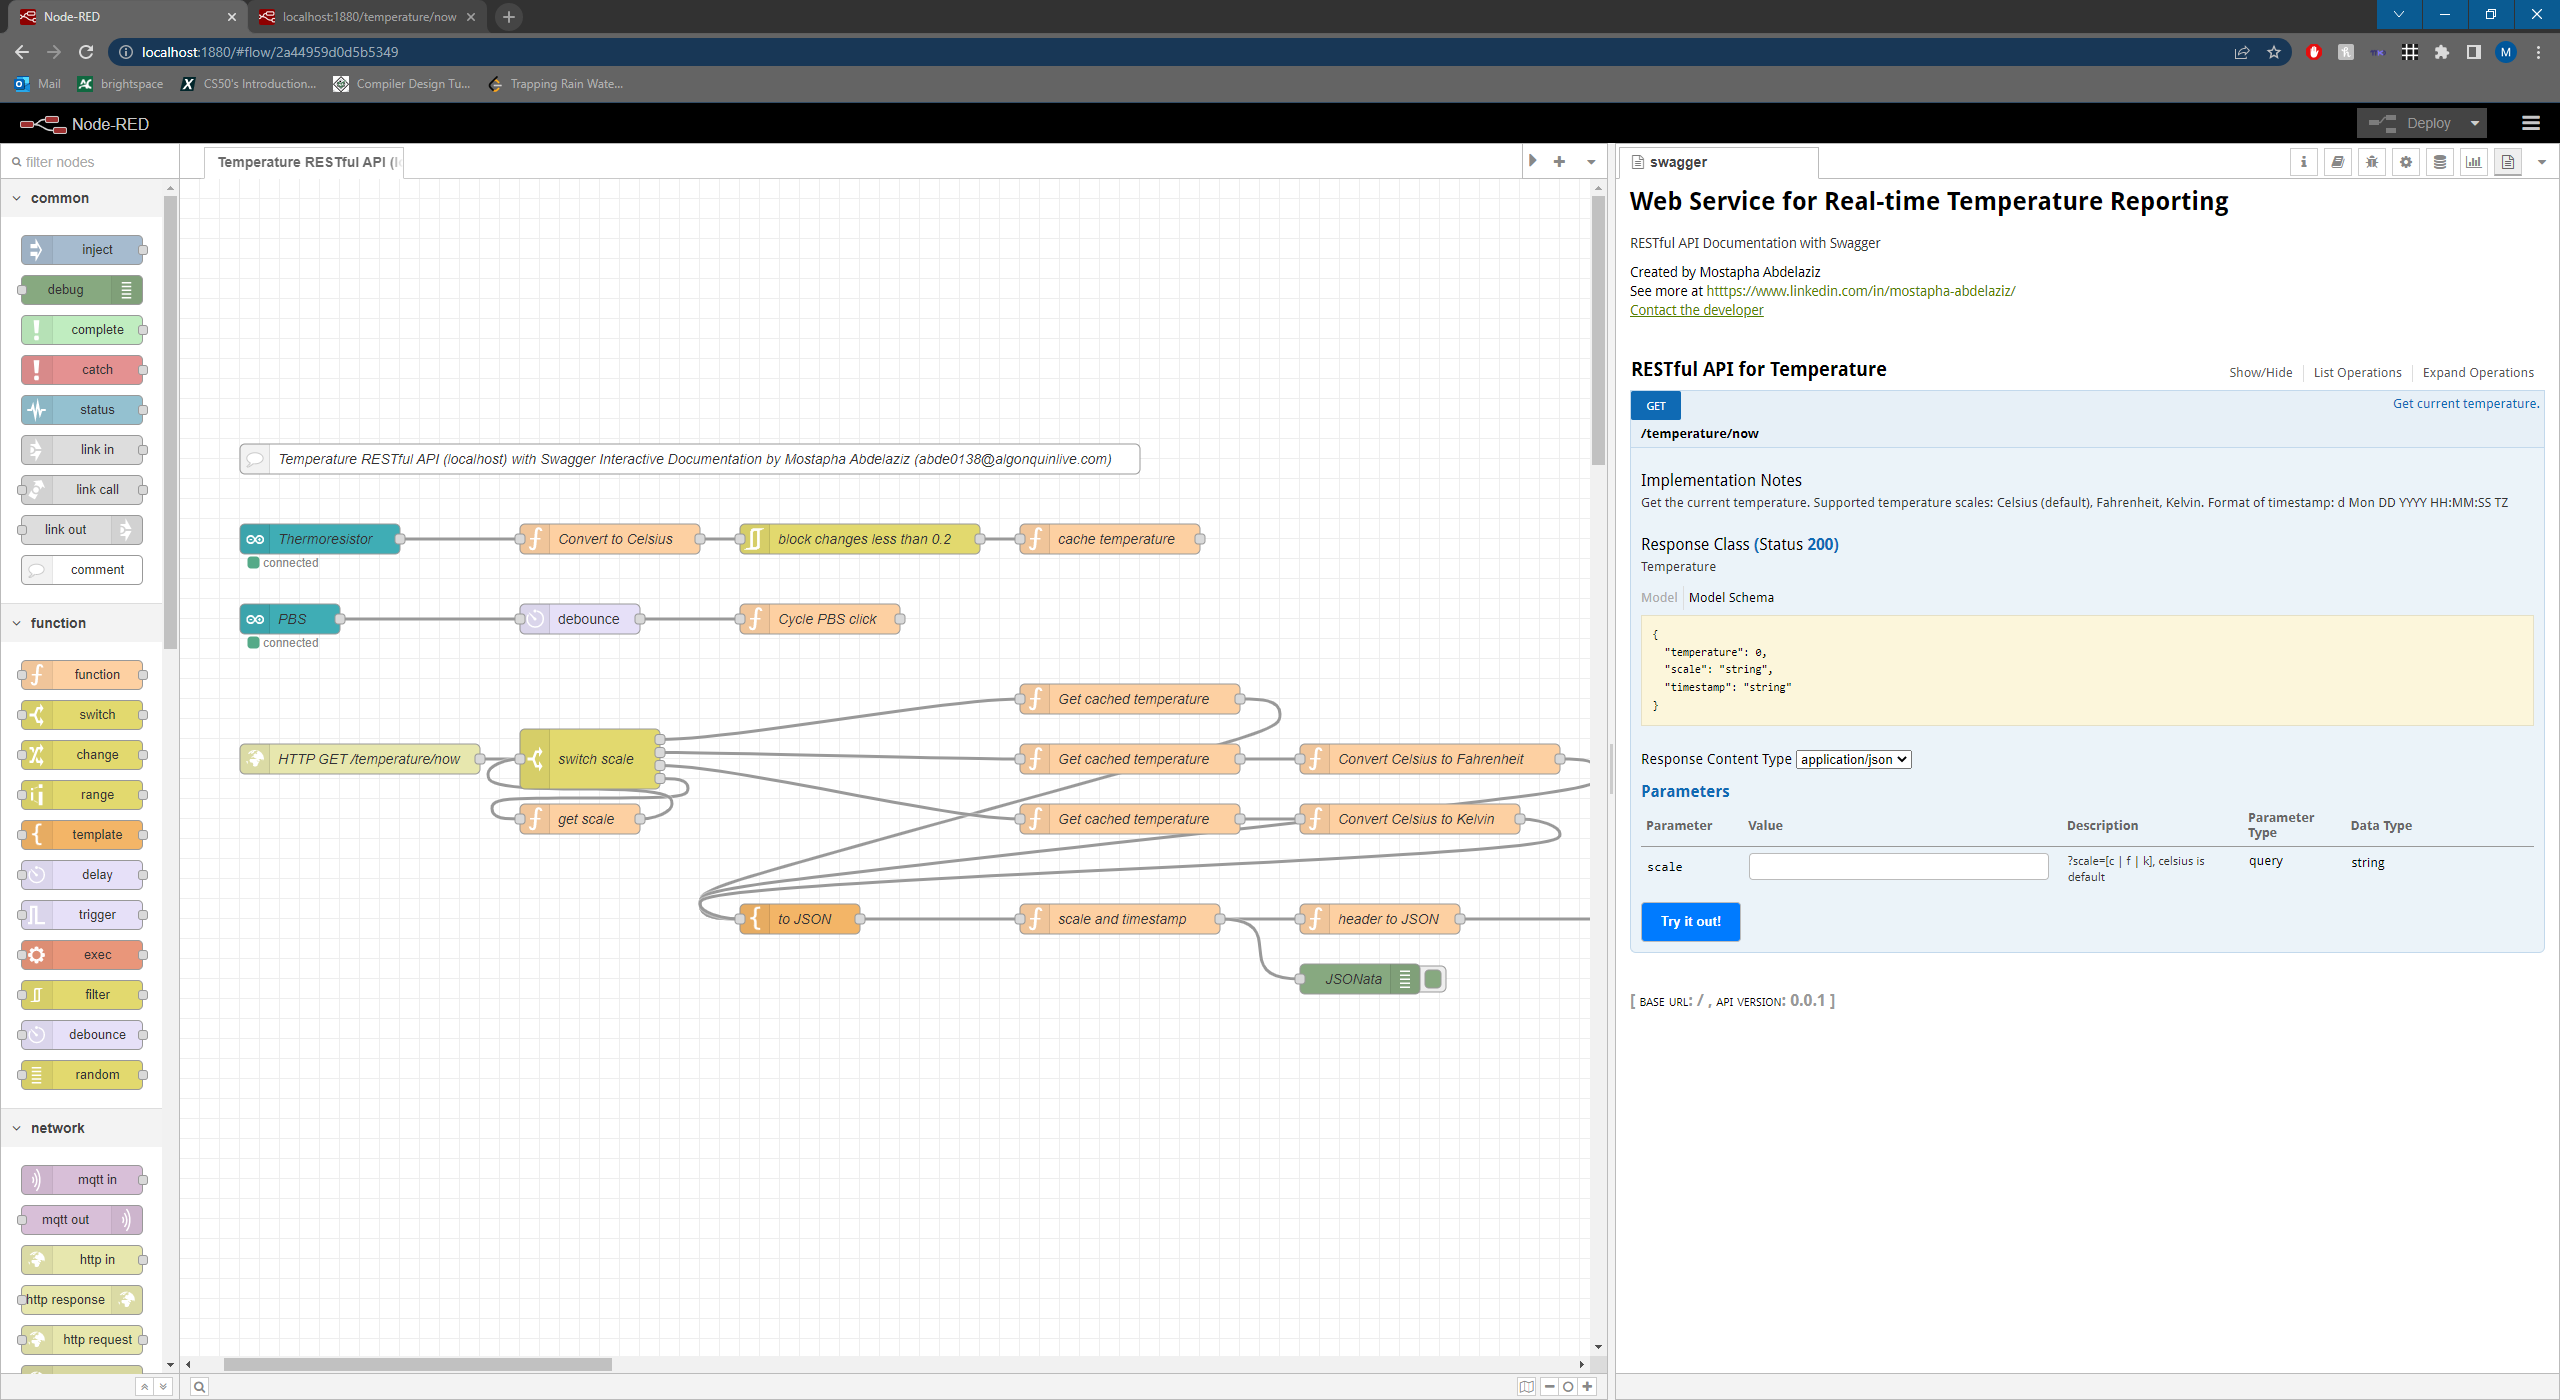 Node-RED
localhost:1880/temperature/now
localhost:1880/#flow/2a44959d0d5b5349
M
Mail
brightspace
CS50's Introduction...
Compiler Design Tu...
Trapping Rain Wate...
Node-RED
Deploy
filter nodes
common
inject
debug
complete
catch
status
link in
link call
link out
comment
function
function
switch
change
range
template
delay
trigger
exec
filter
debounce
random
network
mqtt in
mqtt out
http in
http response
http request
Temperature RESTful API (l
Temperature RESTful API (localhost) with Swagger Interactive Documentation by Mostapha Abdelaziz (abde0138@algonquinlive.com)
Thermoresistor
connected
Convert to Celsius
block changes less than 0.2
cache temperature
PBS
connected
debounce
Cycle PBS click
HTTP GET /temperature/now
switch scale
get scale
Get cached temperature
Get cached temperature
Convert Celsius to Fahrenheit
Get cached temperature
Convert Celsius to Kelvin
to JSON
scale and timestamp
header to JSON
JSONata
swagger
Web Service for Real-time Temperature Reporting
RESTful API Documentation with Swagger
Created by Mostapha Abdelaziz
See more at htttps://www.linkedin.com/in/mostapha-abdelaziz/
Contact the developer
RESTful API for Temperature
Show/Hide
List Operations
Expand Operations
GET
Get current temperature.
/temperature/now
Implementation Notes
Get the current temperature. Supported temperature scales: Celsius (default), Fahrenheit, Kelvin. Format of timestamp: d Mon DD YYYY HH:MM:SS TZ
Response Class (Status 200)
Temperature
Model
Model Schema
{
"temperature": 0,
"scale": "string",
"timestamp": "string"
}
Response Content Type application/json
Parameters
Parameter Value Description Parameter Type Data Type
scale ?scale=[c | f | k], celsius is default query string
Try it out!
[ BASE URL: / , API VERSION: 0.0.1 ]